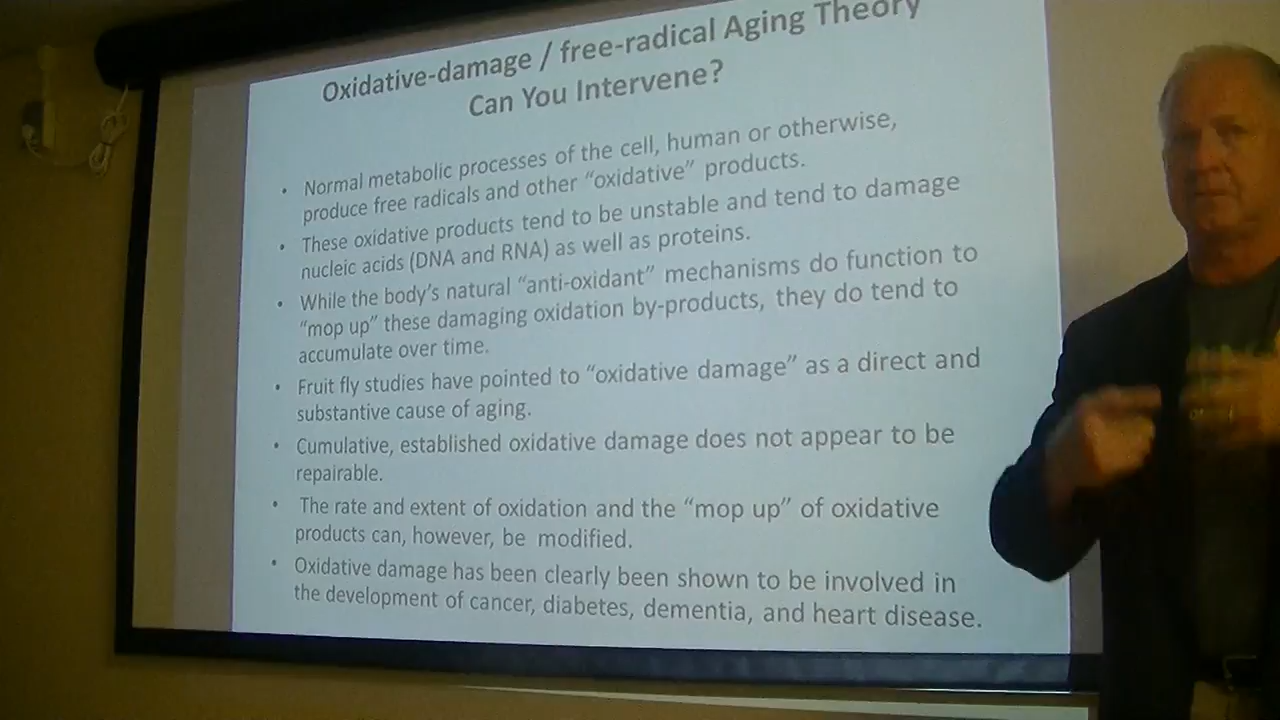 Oxidative-damage / free-radical Aging Theory
Can You Intervene?
• Normal metabolic processes of the cell, human or otherwise,
produce free radicals and other “oxidative” products.
• These oxidative products tend to be unstable and tend to damage
nucleic acids (DNA and RNA) as well as proteins.
• While the body’s natural “anti-oxidant” mechanisms do function to
“mop up” these damaging oxidation by-products, they do tend to
accumulate over time.
• Fruit fly studies have pointed to “oxidative damage” as a direct and
substantive cause of aging.
• Cumulative, established oxidative damage does not appear to be
repairable.
• The rate and extent of oxidation and the “mop up” of oxidative
products can, however, be modified.
• Oxidative damage has been clearly been shown to be involved in
the development of cancer, diabetes, dementia, and heart disease.